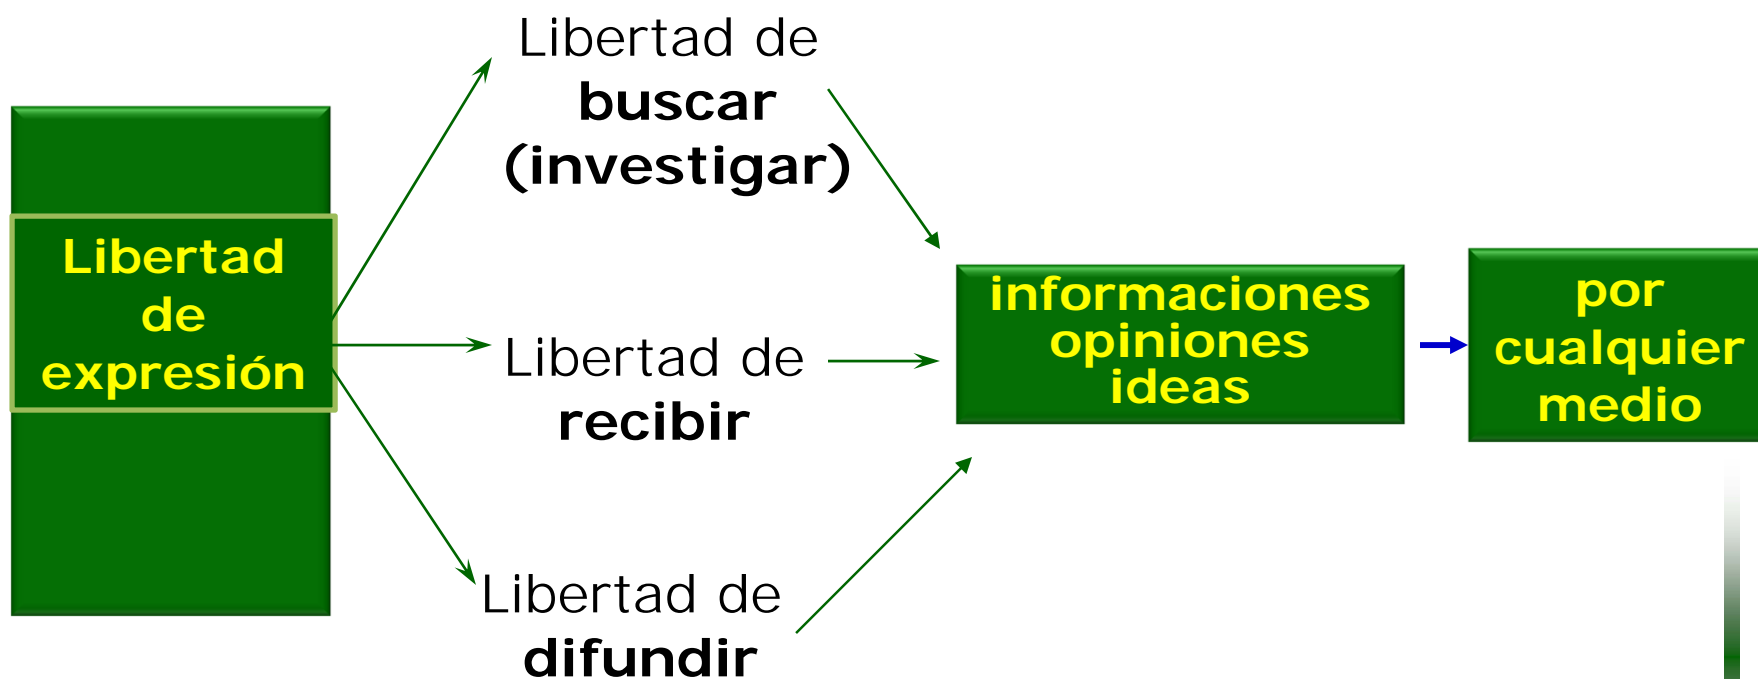 Libertad
de
expresión
Libertad de
buscar
(investigar)
Libertad de
recibir
Libertad de
difundir
informaciones
opiniones
ideas
por
cualquier
medio